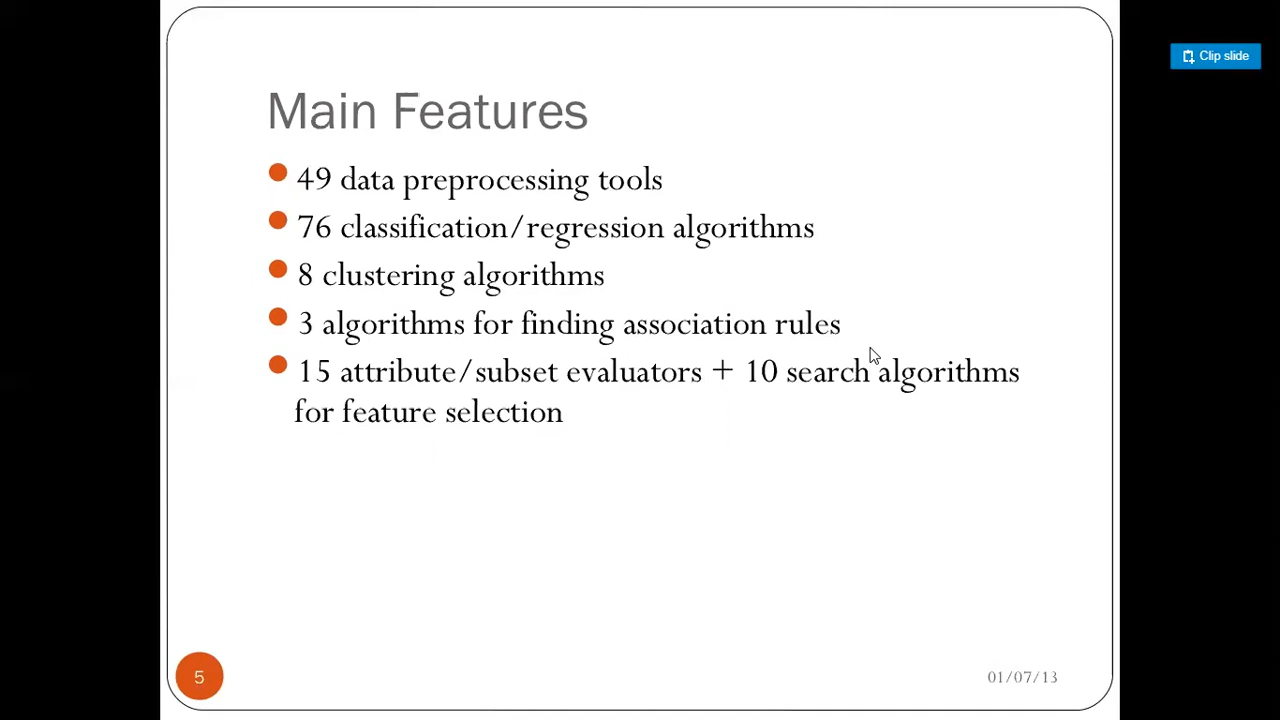 Clip slide
Main Features
49 data preprocessing tools
76 classification/regression algorithms
8 clustering algorithms
3 algorithms for finding association rules
15 attribute/subset evaluators + 10 search algorithms
for feature selection
5
01/07/13